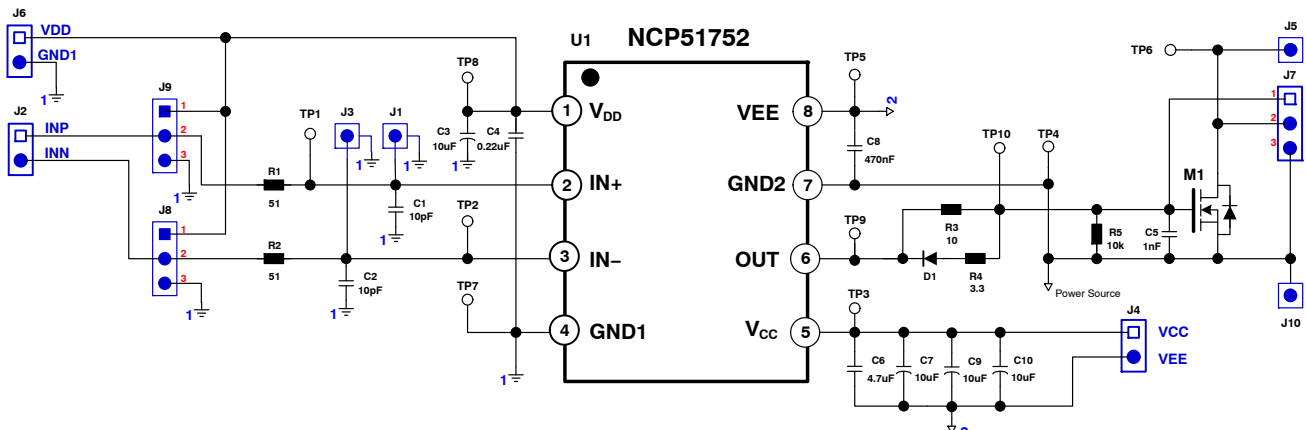 J6
VDD
GND1
1
J2
INP
INN
J9
1
2
3
1
J8
1
2
3
1
R1
51
R2
51
TP1
J3
1
J1
1
C1
10pF
1
C2
10pF
1
TP8
C3
10uF
1
C4
0.22uF
TP2
TP7
1
U1
NCP51752
1
VDD
2
IN+
3
IN−
4
GND1
VEE
8
GND2
7
OUT
6
VCC
5
TP5
2
C8
470nF
TP9
R3
10
D1
R4
3.3
TP10
TP4
Power Source
R5
10k
C5
1nF
M1
TP6
J5
J7
1
2
3
J10
TP3
C6
4.7uF
C7
10uF
C9
10uF
C10
10uF
2
J4
VCC
VEE